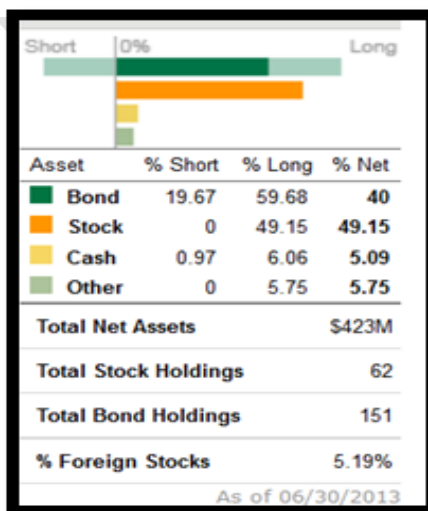 Short 0% Long
Asset % Short % Long % Net
Bond 19.67 59.68 40
Stock 0 49.15 49.15
Cash 0.97 6.06 5.09
Other 0 5.75 5.75
Total Net Assets $423M
Total Stock Holdings 62
Total Bond Holdings 151
% Foreign Stocks 5.19%
As of 06/30/2013